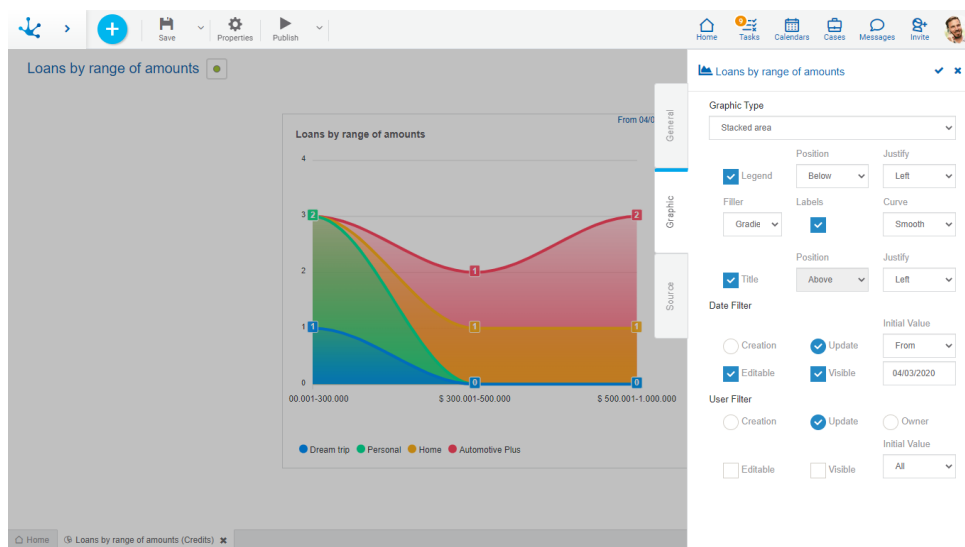 Save
Properties
Publish
Home
9
Tasks
Calendars
Cases
Messages
Invite
Loans by range of amounts
From 04/0
Loans by range of amounts
4
3
2
1
0
2
2
1
1
1
1
0
0
00.001-300.000
$ 300.001-500.000
$ 500.001-1.000.000
Dream trip
Personal
Home
Automotive Plus
General
Graphic
Source
Loans by range of amounts
Graphic Type
Stacked area
Position
Justify
Legend
Below
Left
Filler
Labels
Curve
Gradie
Smooth
Position
Justify
Title
Above
Left
Date Filter
Initial Value
Creation
Update
From
Editable
Visible
04/03/2020
User Filter
Creation
Update
Owner
Initial Value
Editable
Visible
All
Home
Loans by range of amounts (Credits)